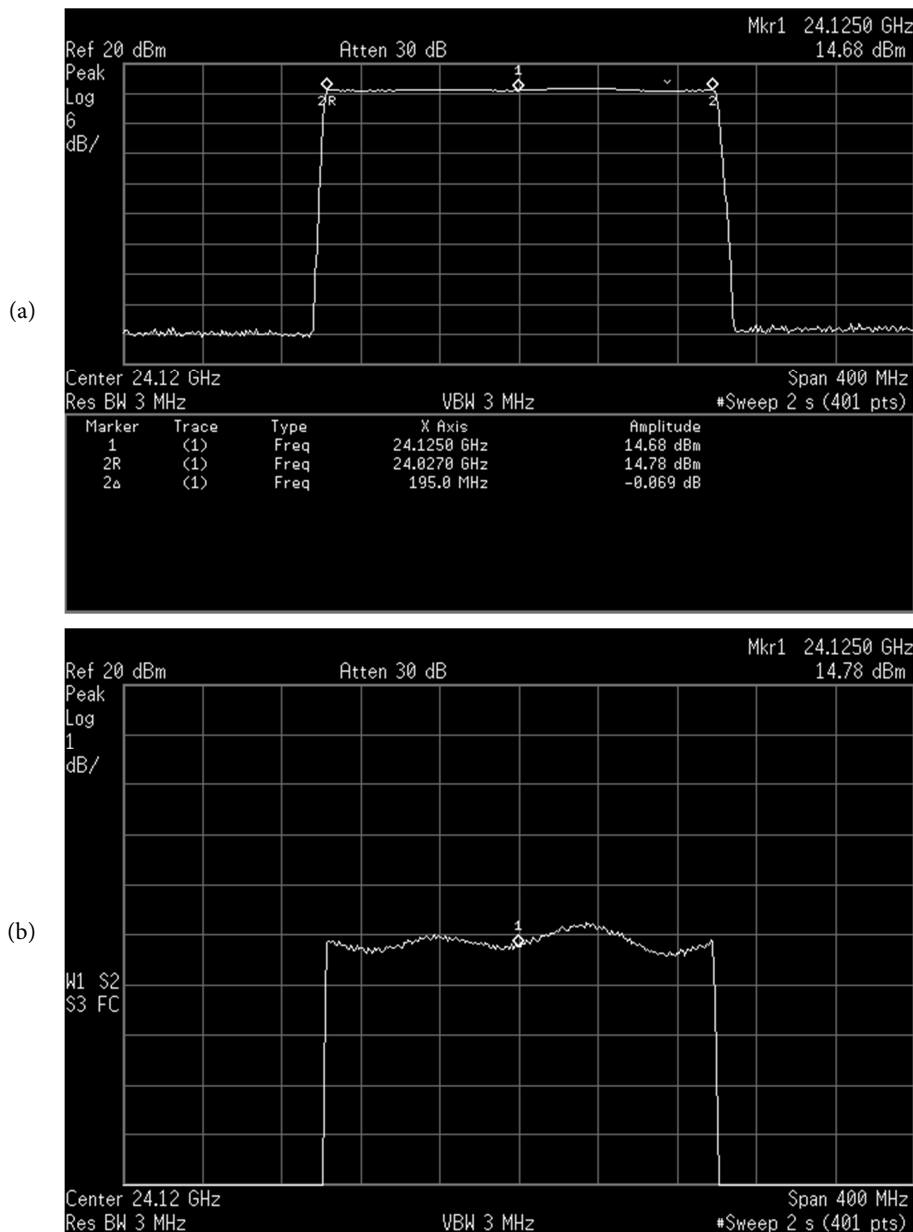 (a)
Mkr1 24.1250 GHz
Ref 20 dBm Atten 30 dB 14.68 dBm
Peak
Log
6
dB/
1
2R 2
Center 24.12 GHz Span 400 MHz
Res BW 3 MHz VBW 3 MHz #Sweep 2 s (401 pts)
Marker Trace Type X Axis Amplitude
1 (1) Freq 24.1250 GHz 14.68 dBm
2R (1) Freq 24.0270 GHz 14.78 dBm
2Δ (1) Freq 195.0 MHz -0.069 dB
(b)
Mkr1 24.1250 GHz
Ref 20 dBm Atten 30 dB 14.78 dBm
Peak
Log
1
dB/
1
W1 S2
S3 FC
Center 24.12 GHz Span 400 MHz
Res BW 3 MHz VBW 3 MHz #Sweep 2 s (401 pts)